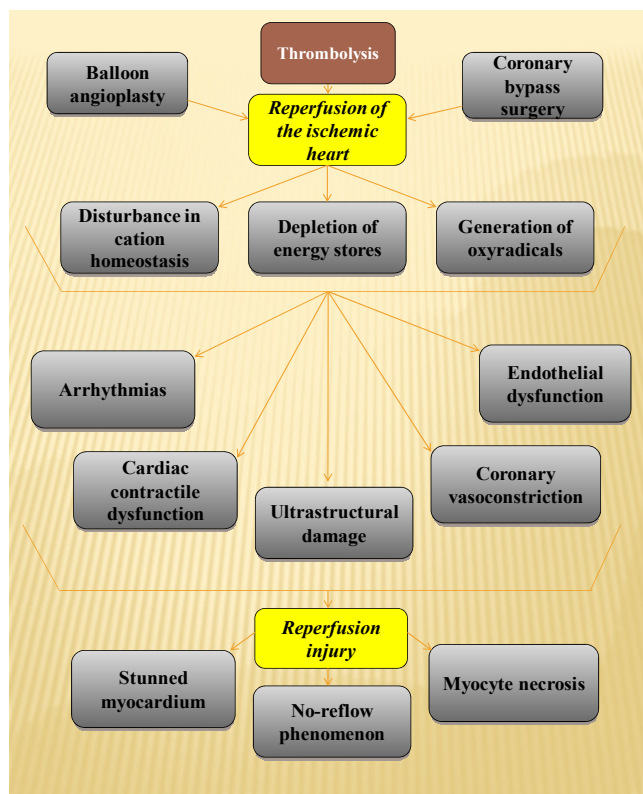 Thrombolysis
Balloon
angioplasty
Coronary
bypass
surgery
Reperfusion of
the ischemic
heart
Disturbance in
cation
homeostasis
Depletion of
energy stores
Generation of
oxyradicals
Arrhythmias
Endothelial
dysfunction
Cardiac
contractile
dysfunction
Ultrastructural
damage
Coronary
vasoconstriction
Reperfusion
injury
Stunned
myocardium
No-reflow
phenomenon
Myocyte necrosis